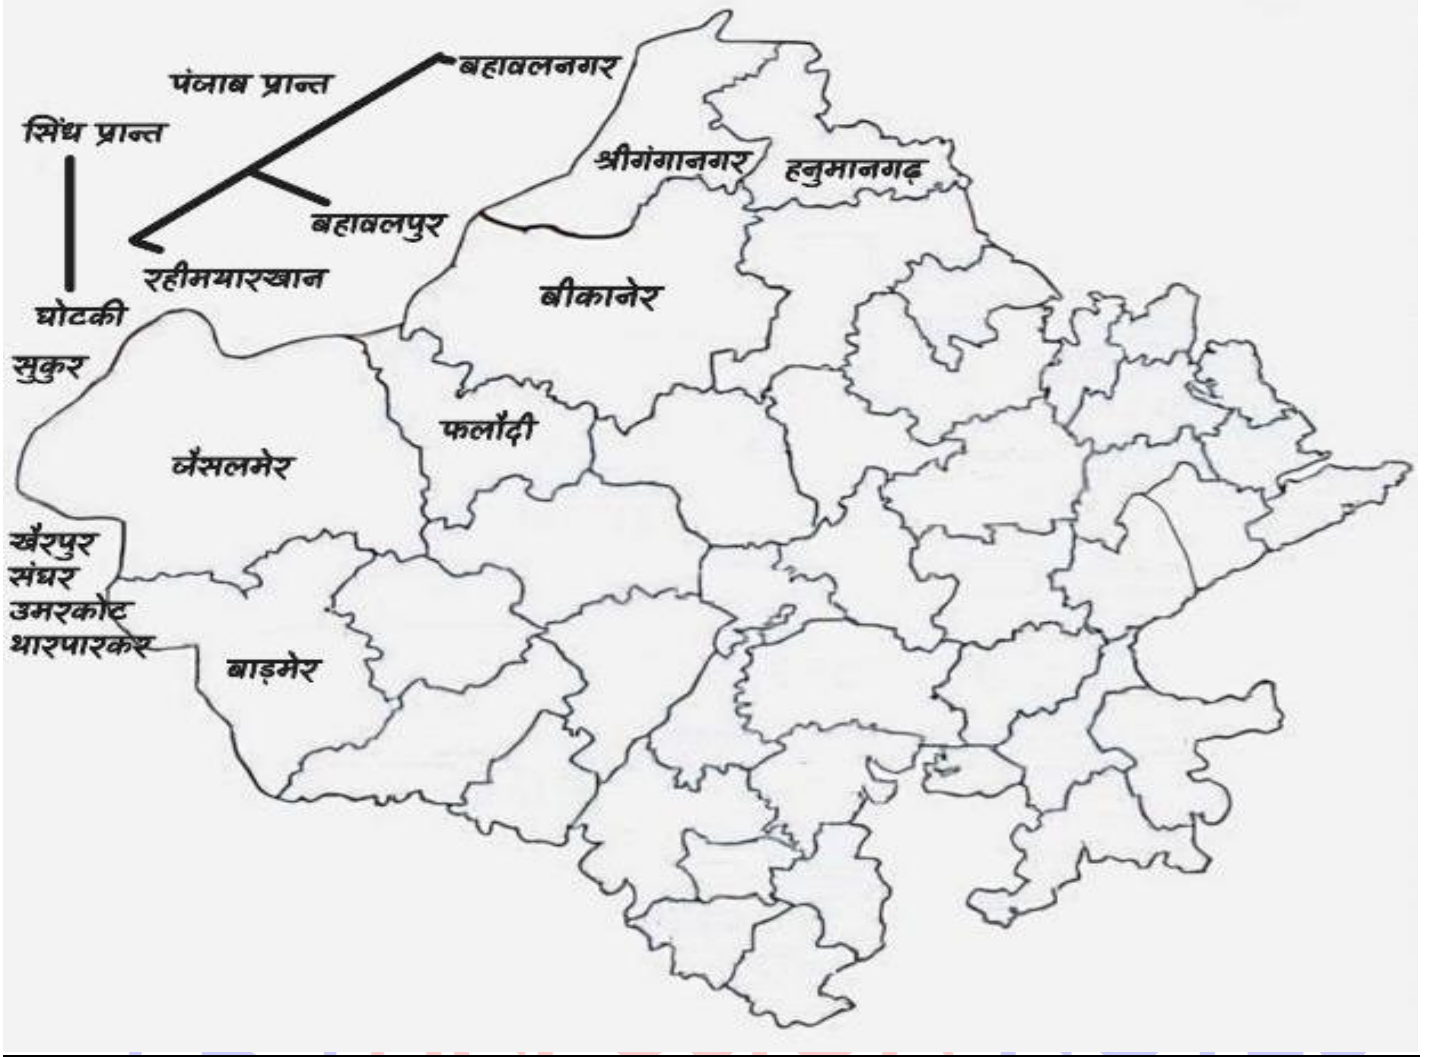 बहावलनगर
पंजाब प्रान्त
सिंध प्रान्त
श्रीगंगानगर
हनुमानगढ़
बहावलपुर
रहीमयारखान
बीकानेर
घोटकी
सुकुर
फलौदी
जैसलमेर
खैरपुर
संघर
उमरकोट
थारपारकर
बाड़मेर